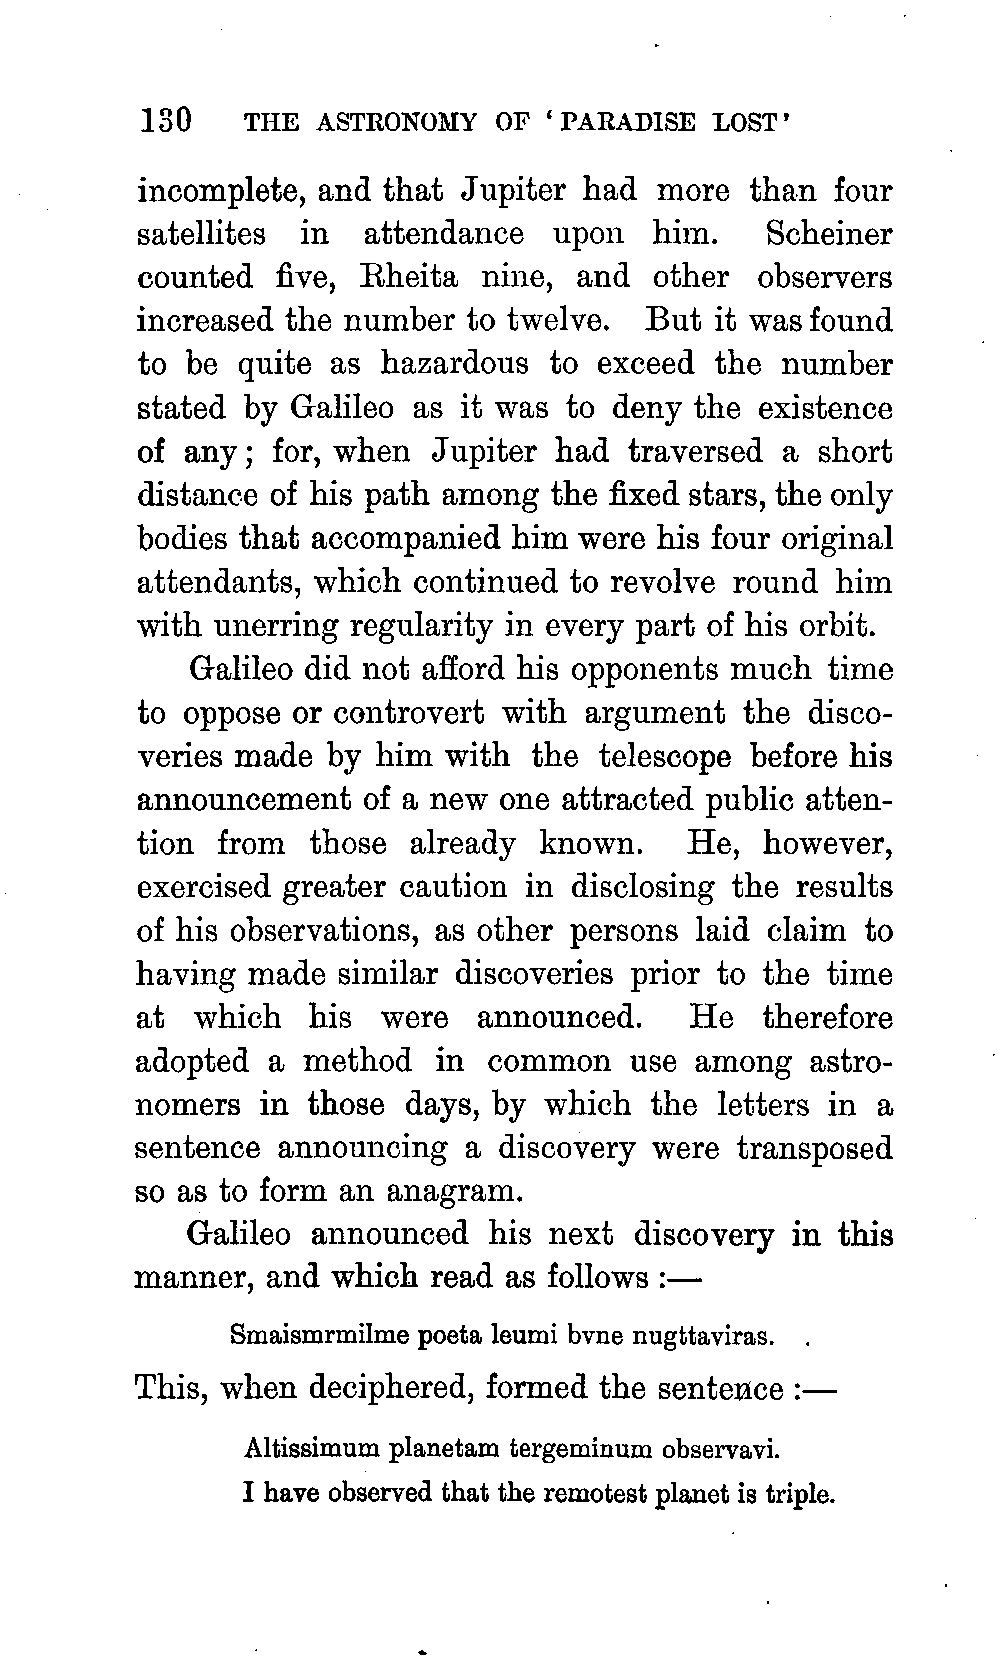 130 THE ASTRONOMY OF ‘PARADISE LOST’
incomplete, and that Jupiter had more than four
satellites in attendance upon him. Scheiner
counted five, Rheita nine, and other observers
increased the number to twelve. But it was found
to be quite as hazardous to exceed the number
stated by Galileo as it was to deny the existence
of any; for, when Jupiter had traversed a short
distance of his path among the fixed stars, the only
bodies that accompanied him were his four original
attendants, which continued to revolve round him
with unerring regularity in every part of his orbit.
Galileo did not afford his opponents much time
to oppose or controvert with argument the disco-
veries made by him with the telescope before his
announcement of a new one attracted public atten-
tion from those already known. He, however,
exercised greater caution in disclosing the results
of his observations, as other persons laid claim to
having made similar discoveries prior to the time
at which his were announced. He therefore
adopted a method in common use among astro-
nomers in those days, by which the letters in a
sentence announcing a discovery were transposed
so as to form an anagram.
Galileo announced his next discovery in this
manner, and which read as follows :—
Smaismrmilme poeta leumi bvne nugttaviras.
This, when deciphered, formed the sentence :—
Altissimum planetam tergeminum observavi.
I have observed that the remotest planet is triple.